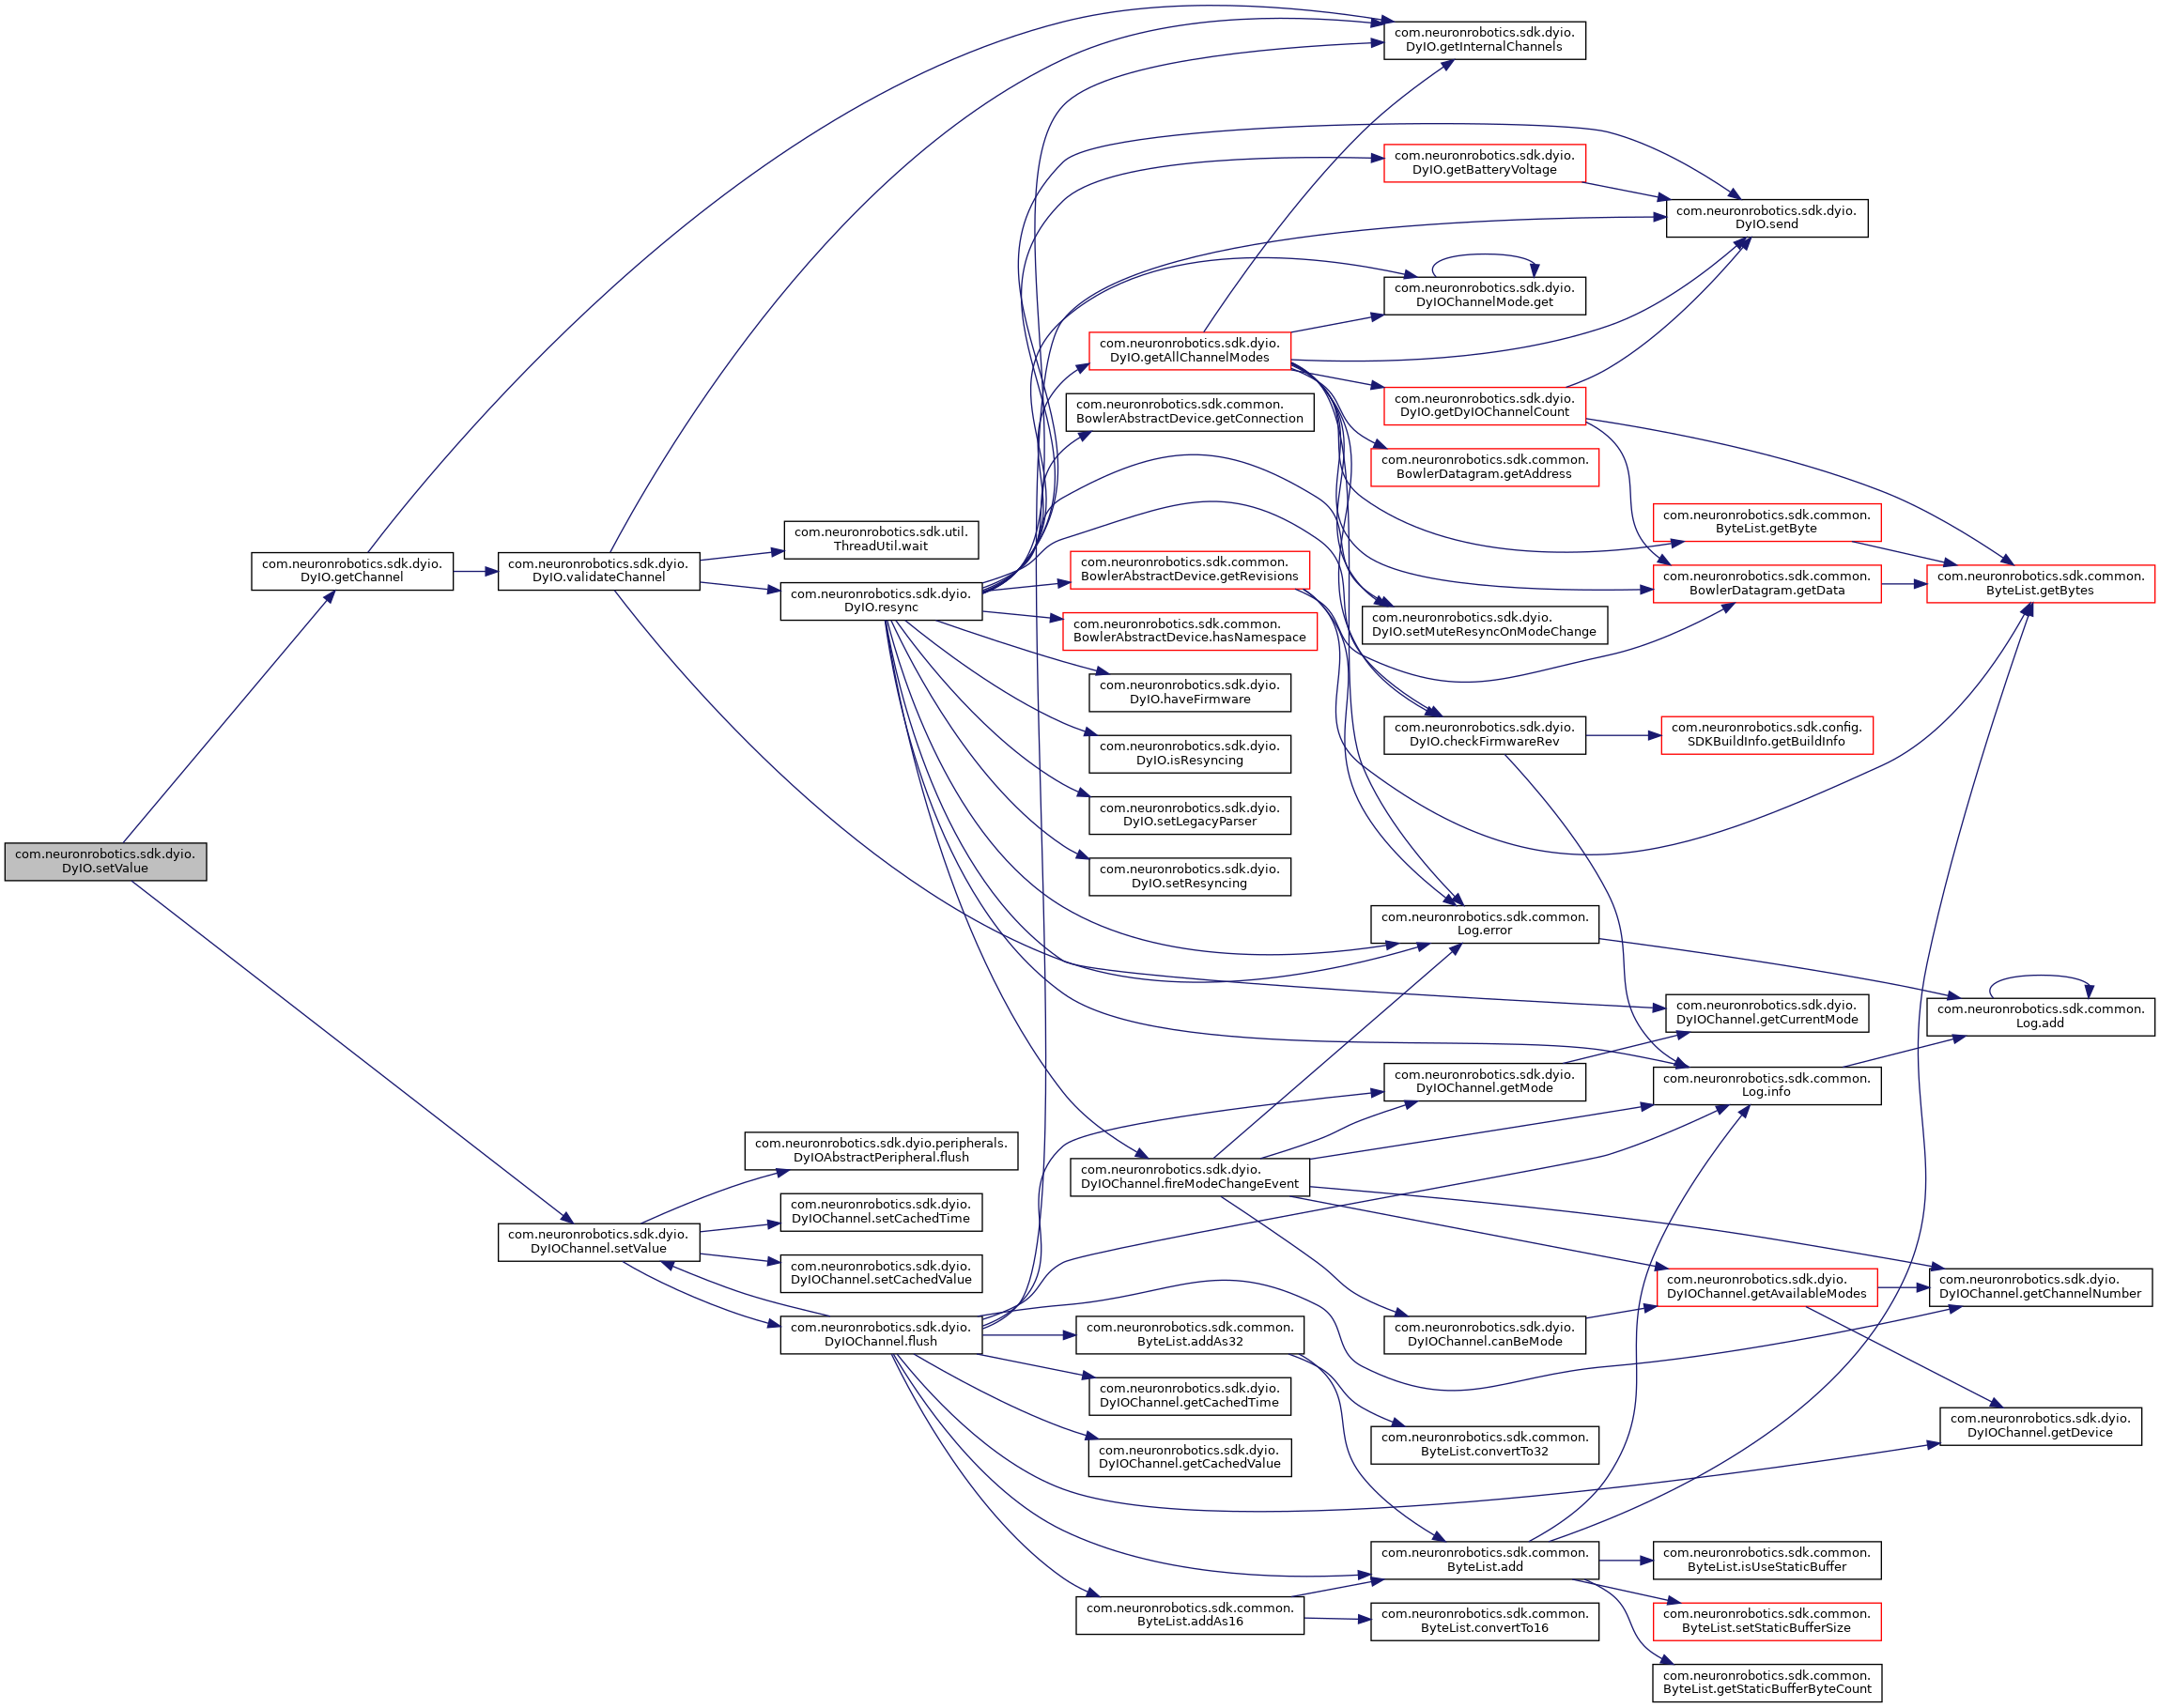 com.neuronrobotics.sdk.dyio.
DyIO.setValue
com.neuronrobotics.sdk.dyio.
DyIO.getChannel
com.neuronrobotics.sdk.dyio.
DyIO.validateChannel
com.neuronrobotics.sdk.dyio.
DyIOChannel.setValue
com.neuronrobotics.sdk.util.
ThreadUtil.wait
com.neuronrobotics.sdk.dyio.
DyIO.resync
com.neuronrobotics.sdk.dyio.peripherals.
DyIOAbstractPeripheral.flush
com.neuronrobotics.sdk.dyio.
DyIOChannel.setCachedTime
com.neuronrobotics.sdk.dyio.
DyIOChannel.setCachedValue
com.neuronrobotics.sdk.dyio.
DyIOChannel.flush
com.neuronrobotics.sdk.dyio.
DyIO.getAllChannelModes
com.neuronrobotics.sdk.common.
BowlerAbstractDevice.getConnection
com.neuronrobotics.sdk.common.
BowlerAbstractDevice.getRevisions
com.neuronrobotics.sdk.common.
BowlerAbstractDevice.hasNamespace
com.neuronrobotics.sdk.dyio.
DyIO.haveFirmware
com.neuronrobotics.sdk.dyio.
DyIO.isResyncing
com.neuronrobotics.sdk.dyio.
DyIO.setLegacyParser
com.neuronrobotics.sdk.dyio.
DyIO.setResyncing
com.neuronrobotics.sdk.dyio.
DyIOChannel.fireModeChangeEvent
com.neuronrobotics.sdk.common.
ByteList.addAs32
com.neuronrobotics.sdk.dyio.
DyIOChannel.getCachedTime
com.neuronrobotics.sdk.dyio.
DyIOChannel.getCachedValue
com.neuronrobotics.sdk.common.
ByteList.addAs16
com.neuronrobotics.sdk.dyio.
DyIO.getInternalChannels
com.neuronrobotics.sdk.dyio.
DyIO.getBatteryVoltage
com.neuronrobotics.sdk.dyio.
DyIOChannelMode.get
com.neuronrobotics.sdk.dyio.
DyIO.getDyIOChannelCount
com.neuronrobotics.sdk.common.
BowlerDatagram.getAddress
com.neuronrobotics.sdk.dyio.
DyIO.setMuteResyncOnModeChange
com.neuronrobotics.sdk.dyio.
DyIO.checkFirmwareRev
com.neuronrobotics.sdk.common.
Log.error
com.neuronrobotics.sdk.dyio.
DyIOChannel.getMode
com.neuronrobotics.sdk.dyio.
DyIOChannel.canBeMode
com.neuronrobotics.sdk.common.
ByteList.convertTo32
com.neuronrobotics.sdk.common.
ByteList.add
com.neuronrobotics.sdk.common.
ByteList.convertTo16
com.neuronrobotics.sdk.dyio.
DyIO.send
com.neuronrobotics.sdk.common.
ByteList.getByte
com.neuronrobotics.sdk.common.
BowlerDatagram.getData
com.neuronrobotics.sdk.config.
SDKBuildInfo.getBuildInfo
com.neuronrobotics.sdk.dyio.
DyIOChannel.getCurrentMode
com.neuronrobotics.sdk.common.
Log.info
com.neuronrobotics.sdk.dyio.
DyIOChannel.getAvailableModes
com.neuronrobotics.sdk.common.
ByteList.isUseStaticBuffer
com.neuronrobotics.sdk.common.
ByteList.setStaticBufferSize
com.neuronrobotics.sdk.common.
ByteList.getStaticBufferByteCount
com.neuronrobotics.sdk.common.
ByteList.getBytes
com.neuronrobotics.sdk.common.
Log.add
com.neuronrobotics.sdk.dyio.
DyIOChannel.getChannelNumber
com.neuronrobotics.sdk.dyio.
DyIOChannel.getDevice